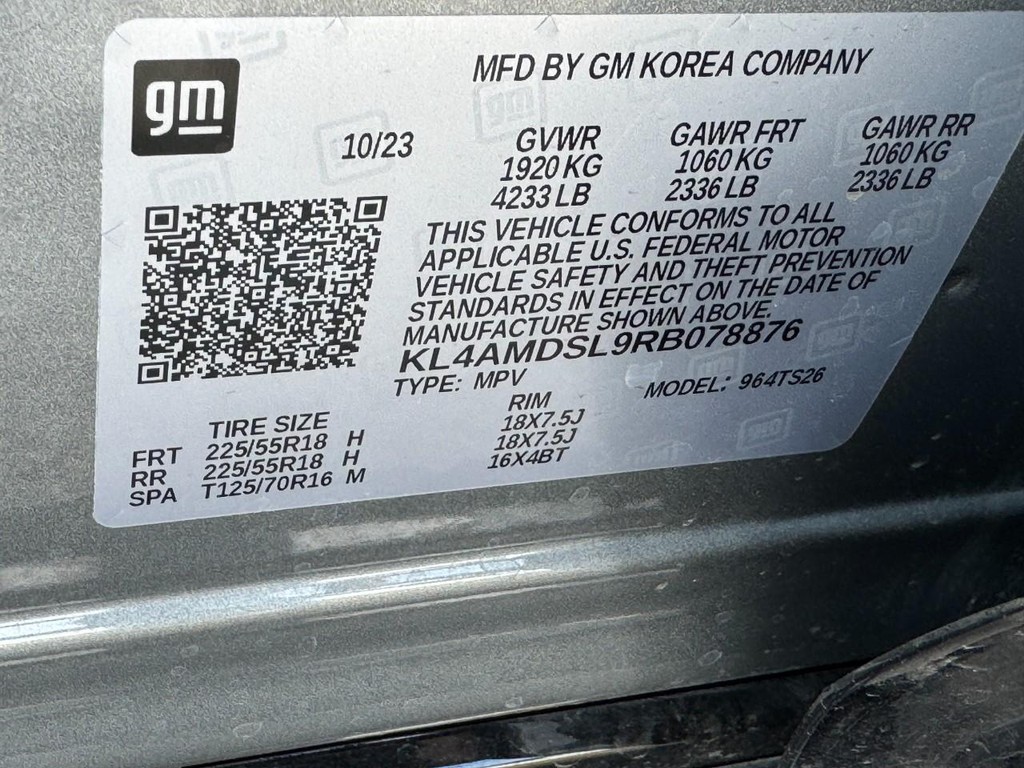 gm
MFD BY GM KOREA COMPANY
10/23
GVWR GAWR FRT GAWR RR
1920 KG 1060 KG 1060 KG
4233 LB 2336 LB 2336 LB
THIS VEHICLE CONFORMS TO ALL
APPLICABLE U.S. FEDERAL MOTOR
VEHICLE SAFETY AND THEFT PREVENTION
STANDARDS IN EFFECT ON THE DATE OF
MANUFACTURE SHOWN ABOVE.
KL4AMDSL9RB078876
TYPE: MPV MODEL: 964TS26
TIRE SIZE RIM
FRT 225/55R18 H 18X7.5J
RR 225/55R18 H 18X7.5J
SPA T125/70R16 M 16X4BT